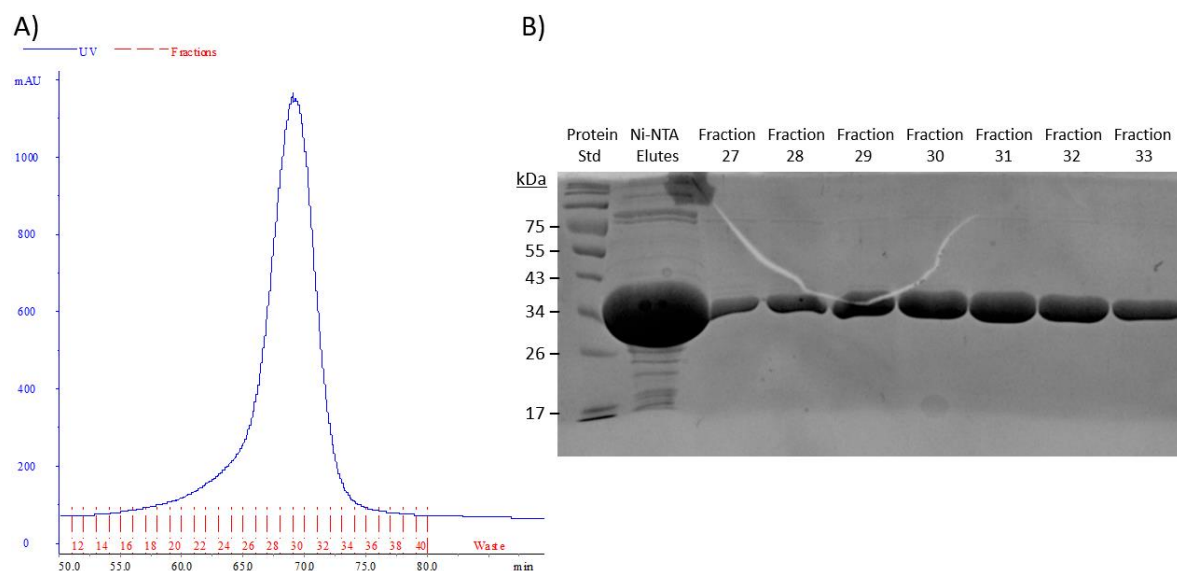 A)
UV Fractions
mAU
1000
800
600
400
200
0
12 14 16 18 20 22 24 26 28 30 32 34 36 38 40 Waste
50.0 55.0 60.0 65.0 70.0 75.0 80.0 min
B)
Protein Std Ni-NTA Elutes Fraction 27 Fraction 28 Fraction 29 Fraction 30 Fraction 31 Fraction 32 Fraction 33
kDa
75
55
43
34
26
17